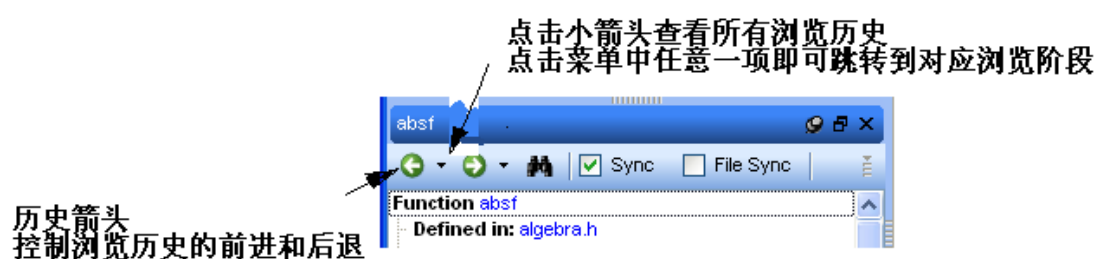 点击小箭头查看所有浏览历史
点击菜单中任意一项即可跳转到对应浏览阶段
absf
Sync File Sync
Function absf
Defined in: algebra.h
历史箭头
控制浏览历史的前进和后退